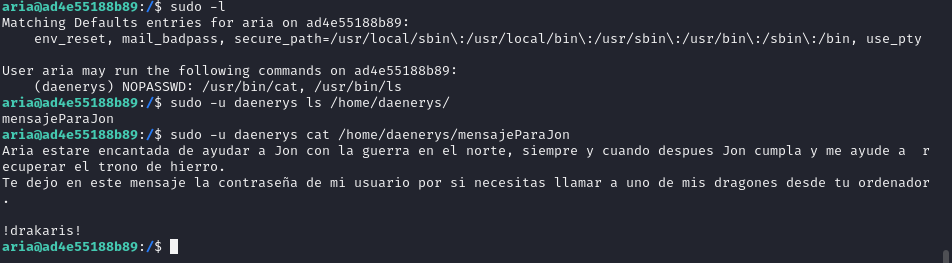 aria@ad4e55188b89:/$ sudo -l
Matching Defaults entries for aria on ad4e55188b89:
    env_reset, mail_badpass, secure_path=/usr/local/sbin\:/usr/local/bin\:/usr/sbin\:/usr/bin\:/sbin\:/bin, use_pty

User aria may run the following commands on ad4e55188b89:
    (daenerys) NOPASSWD: /usr/bin/cat, /usr/bin/ls
aria@ad4e55188b89:/$ sudo -u daenerys ls /home/daenerys/
mensajeParaJon
aria@ad4e55188b89:/$ sudo -u daenerys cat /home/daenerys/mensajeParaJon
Aria estare encantada de ayudar a Jon con la guerra en el norte, siempre y cuando despues Jon cumpla y me ayude a  r
ecuperar el trono de hierro.
Te dejo en este mensaje la contraseña de mi usuario por si necesitas llamar a uno de mis dragones desde tu ordenador
.

!drakaris!
aria@ad4e55188b89:/$